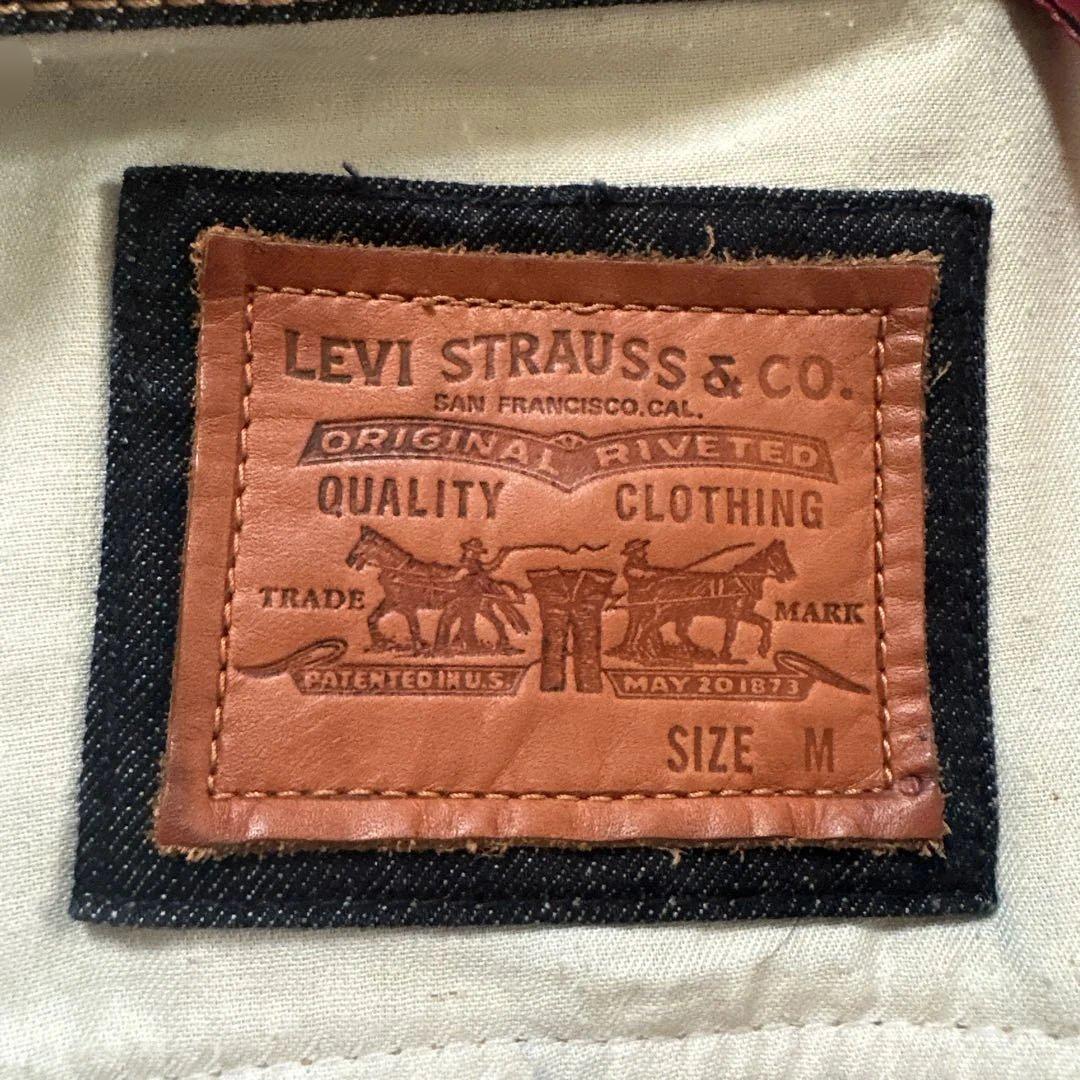 LEVI STRAUSS & CO.
SAN FRANCISCO. CAL.
ORIGINAL RIVETED
QUALITY CLOTHING
TRADE MARK
PATENTED IN U.S. MAY 20 1873
SIZE M